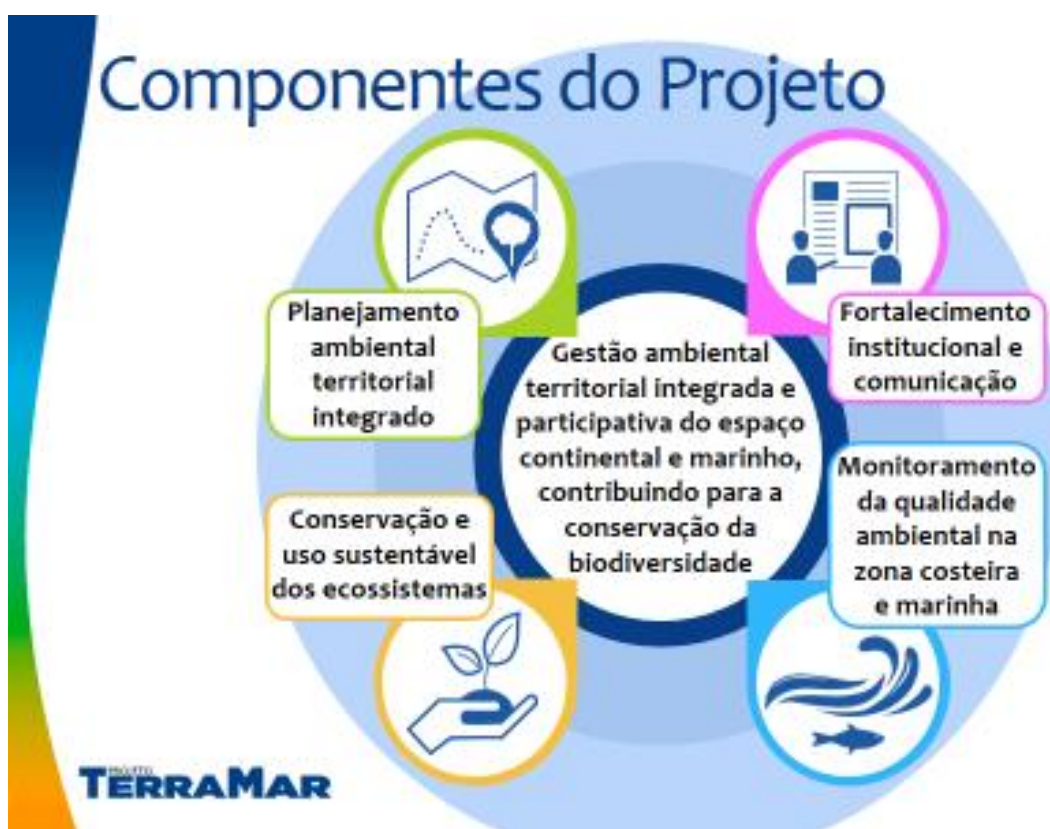 Componentes do Projeto
Planejamento
ambiental
territorial
integrado
Fortalecimento
institucional e
comunicação
Gestão ambiental
territorial integrada e
participativa do espaço
continental e marinho,
contribuindo para a
conservação da
biodiversidade
Conservação e
uso sustentável
dos ecossistemas
Monitoramento
da qualidade
ambiental na
zona costeira
e marinha
PROJETO
TERRAMAR